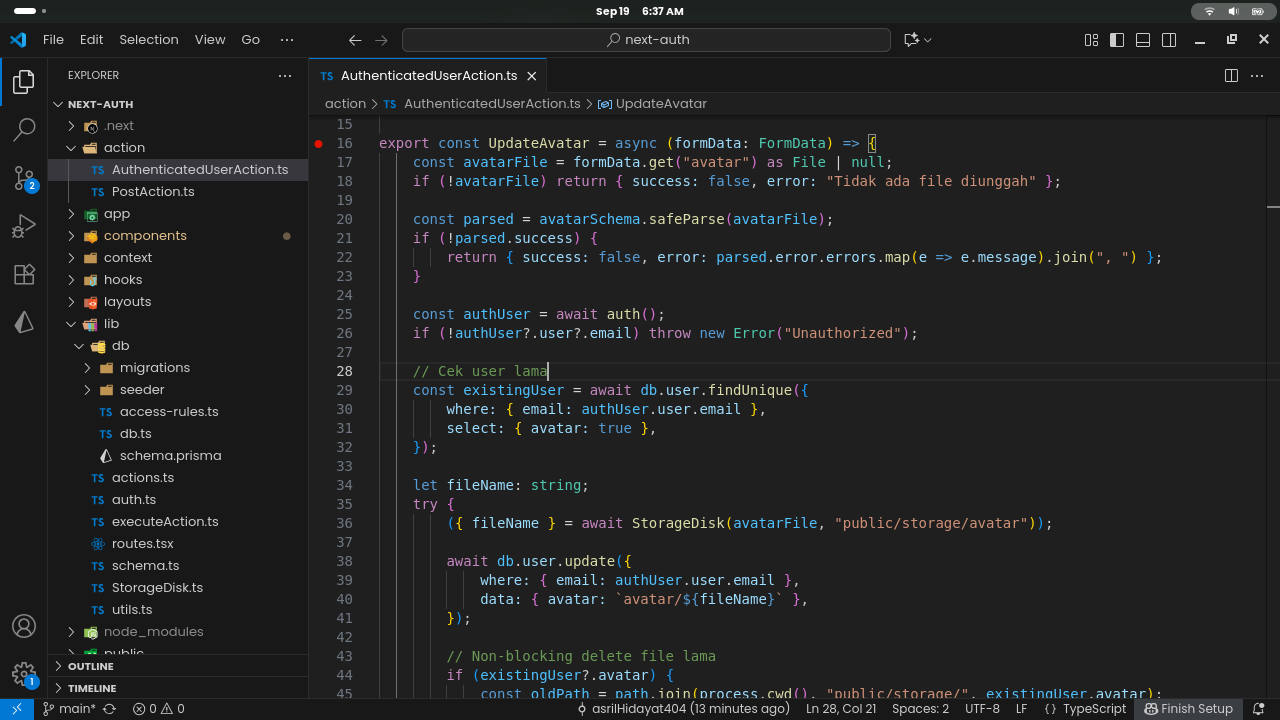 Sep 19 6:37 AM
File Edit Selection View Go ··· next-auth
EXPLORER ···
NEXT-AUTH
.next
action
TS AuthenticatedUserAction.ts
TS PostAction.ts
app
components
context
hooks
layouts
lib
db
migrations
seeder
TS access-rules.ts
TS db.ts
schema.prisma
TS actions.ts
TS auth.ts
TS executeAction.ts
routes.tsx
TS schema.ts
TS StorageDisk.ts
TS utils.ts
node_modules
public
OUTLINE
TIMELINE
2
1
TS AuthenticatedUserAction.ts
action > TS AuthenticatedUserAction.ts > UpdateAvatar
15
16 export const UpdateAvatar = async (formData: FormData) => {
17 const avatarFile = formData.get("avatar") as File | null;
18 if (!avatarFile) return { success: false, error: "Tidak ada file diunggah" };
19
20 const parsed = avatarSchema.safeParse(avatarFile);
21 if (!parsed.success) {
22 return { success: false, error: parsed.error.errors.map(e => e.message).join(", ") };
23 }
24
25 const authUser = await auth();
26 if (!authUser?.user?.email) throw new Error("Unauthorized");
27
28 // Cek user lama
29 const existingUser = await db.user.findUnique({
30 where: { email: authUser.user.email },
31 select: { avatar: true },
32 });
33
34 let fileName: string;
35 try {
36 ({ fileName } = await StorageDisk(avatarFile, "public/storage/avatar"));
37
38 await db.user.update({
39 where: { email: authUser.user.email },
40 data: { avatar: `avatar/${fileName}` },
41 });
42
43 // Non-blocking delete file lama
44 if (existingUser?.avatar) {
45 const oldPath = path.join(process.cwd(), "public/storage/", existingUser.avatar);
main* 0 0 asrilHidayat404 (13 minutes ago) Ln 28, Col 21 Spaces: 2 UTF-8 LF {} TypeScript Finish Setup